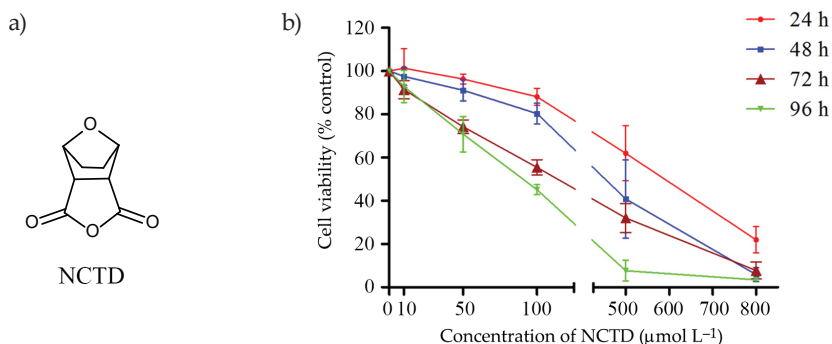 a)
O
O
O
O
NCTD
b)
Cell viability (% control)
120
100
80
60
40
20
0
0 10 50 100 500 600 700 800
Concentration of NCTD (μmol L⁻¹)
24 h
48 h
72 h
96 h